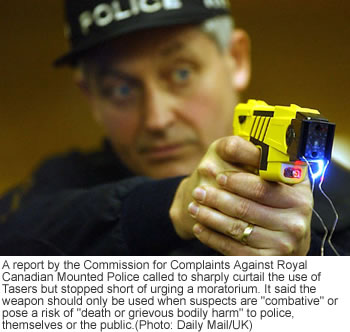 POLICE
A report by the Commission for Complaints Against Royal
Canadian Mounted Police called to sharply curtail the use of
Tasers but stopped short of urging a moratorium. It said the
weapon should only be used when suspects are "combative" or
pose a risk of "death or grievous bodily harm" to police,
themselves or the public.(Photo: Daily Mail/UK)